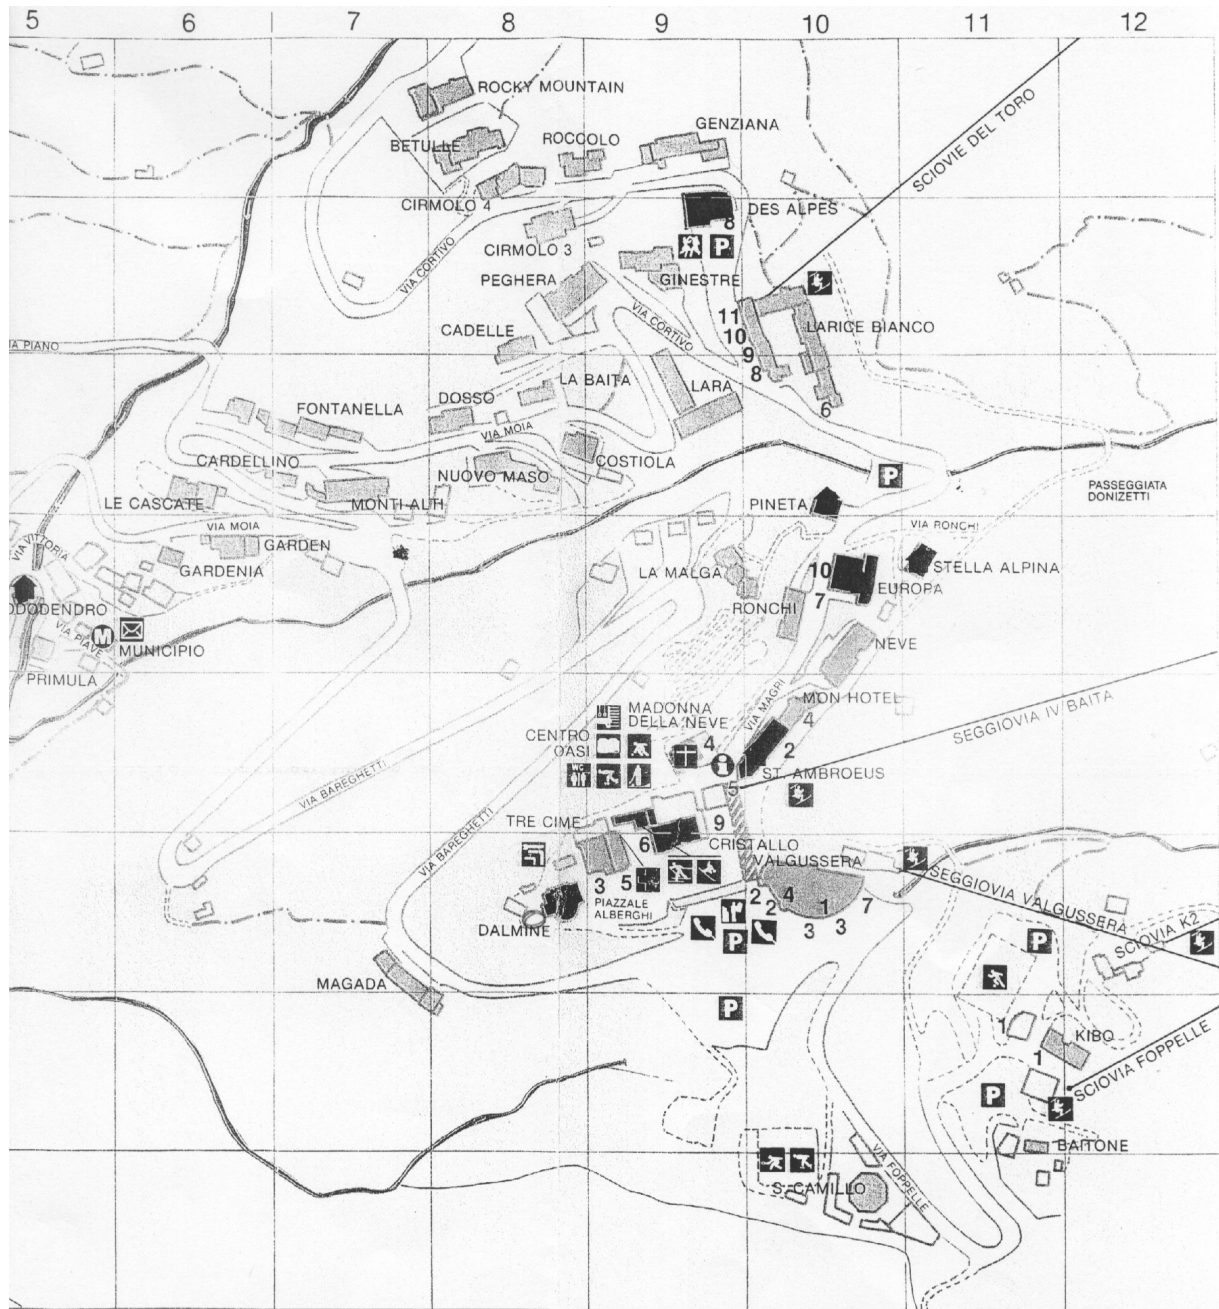 5 6 7 8 9 10 11 12
ROCKY MOUNTAIN
SCIOVIE DEL TORO
GENZIANA
BETULLE
ROCCOLO
CIRMOLO 4
DES ALPES
8
P
CIRMOLO 3
VIA CORTIVO
PEGHERA
GINESTRE
VIA CORTIVO
11
10
9
8
LARICE BIANCO
6
CADELLE
IA PIANO
LA BAITA
LARA
DOSSO
FONTANELLA
VIA MOIA
CARDELLINO
NUOVO MASO
COSTIOLA
P
PASSEGGIATA
DONIZETTI
LE CASCATE
MONTI ALTI
PINETA
VIA MOIA
VIA RONCHI
VIA VITTORIA
GARDEN
GARDENIA
LA MALGA
10
STELLA ALPINA
EUROPA
ODODENDRO
RONCHI
7
VIA PIAVE
M
MUNICIPIO
NEVE
PRIMULA
VIA MAGRI
MON HOTEL
SEGGIOVIA IV BAITA
MADONNA
DELLA NEVE
4
4
CENTRO
OASI
2
WC
i
ST. AMBROEUS
5
VIA BAREGHETTI
TRE CIME
9
VIA BAREGHETTI
6
CRISTALLO
VALGUSSERA
SEGGIOVIA VALGUSSERA
3
5
PIAZZALE
ALBERGHI
2
2
4
1
7
3
3
DALMINE
P
P
SCIOVIA K2
MAGADA
P
1
KIBO
1
SCIOVIA FOPPELLE
P
BAITONE
VIA FOPPELLE
S. CAMILLO